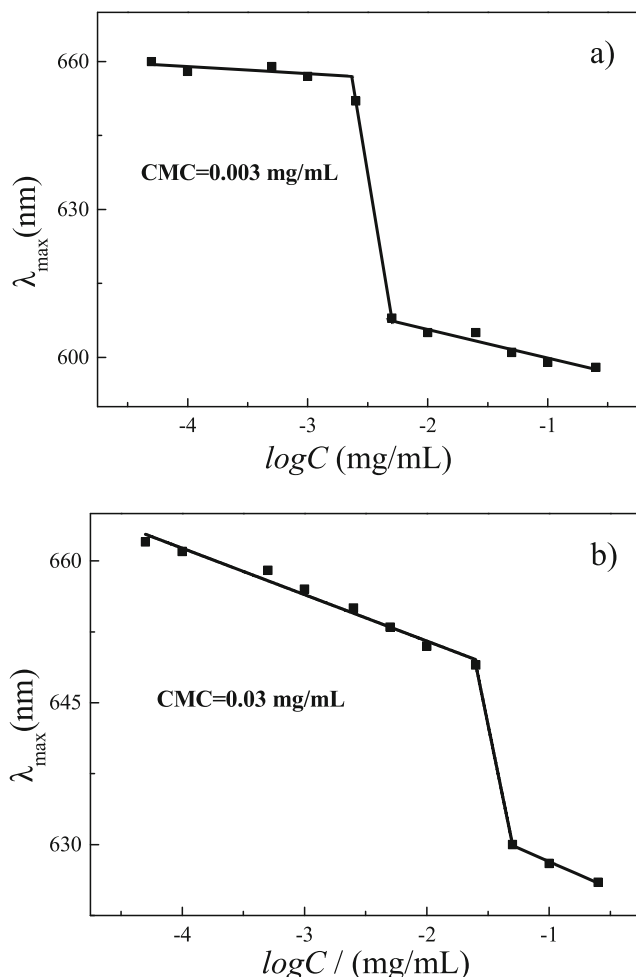 a)
660
630
600
λmax(nm)
CMC=0.003 mg/mL
-4 -3 -2 -1
logC (mg/mL)
b)
660
645
630
λmax(nm)
CMC=0.03 mg/mL
-4 -3 -2 -1
logC / (mg/mL)